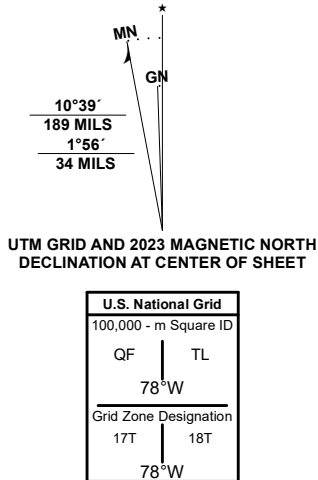 ★
MN
GN
10°39´
189 MILS
1°56´
34 MILS
UTM GRID AND 2023 MAGNETIC NORTH
DECLINATION AT CENTER OF SHEET
U.S. National Grid
100,000 - m Square ID
QF TL
78°W
Grid Zone Designation
17T 18T
78°W